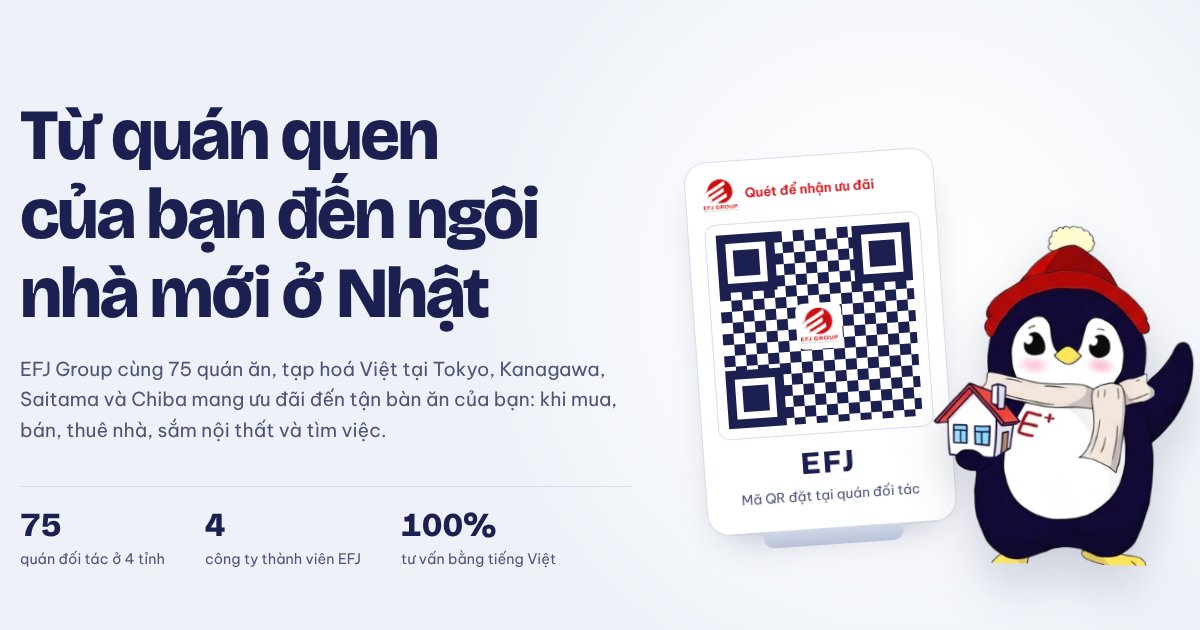 Từ quán quen
của bạn đến ngôi
nhà mới ở Nhật
EFJ Group cùng 75 quán ăn, tạp hoá Việt tại Tokyo, Kanagawa,
Saitama và Chiba mang ưu đãi đến tận bàn ăn của bạn: khi mua,
bán, thuê nhà, sắm nội thất và tìm việc.
75
quán đối tác ở 4 tỉnh
4
công ty thành viên EFJ
100%
tư vấn bằng tiếng Việt
EFJ GROUP
Quét để nhận ưu đãi
EFJ GROUP
EFJ
Mã QR đặt tại quán đối tác
E+